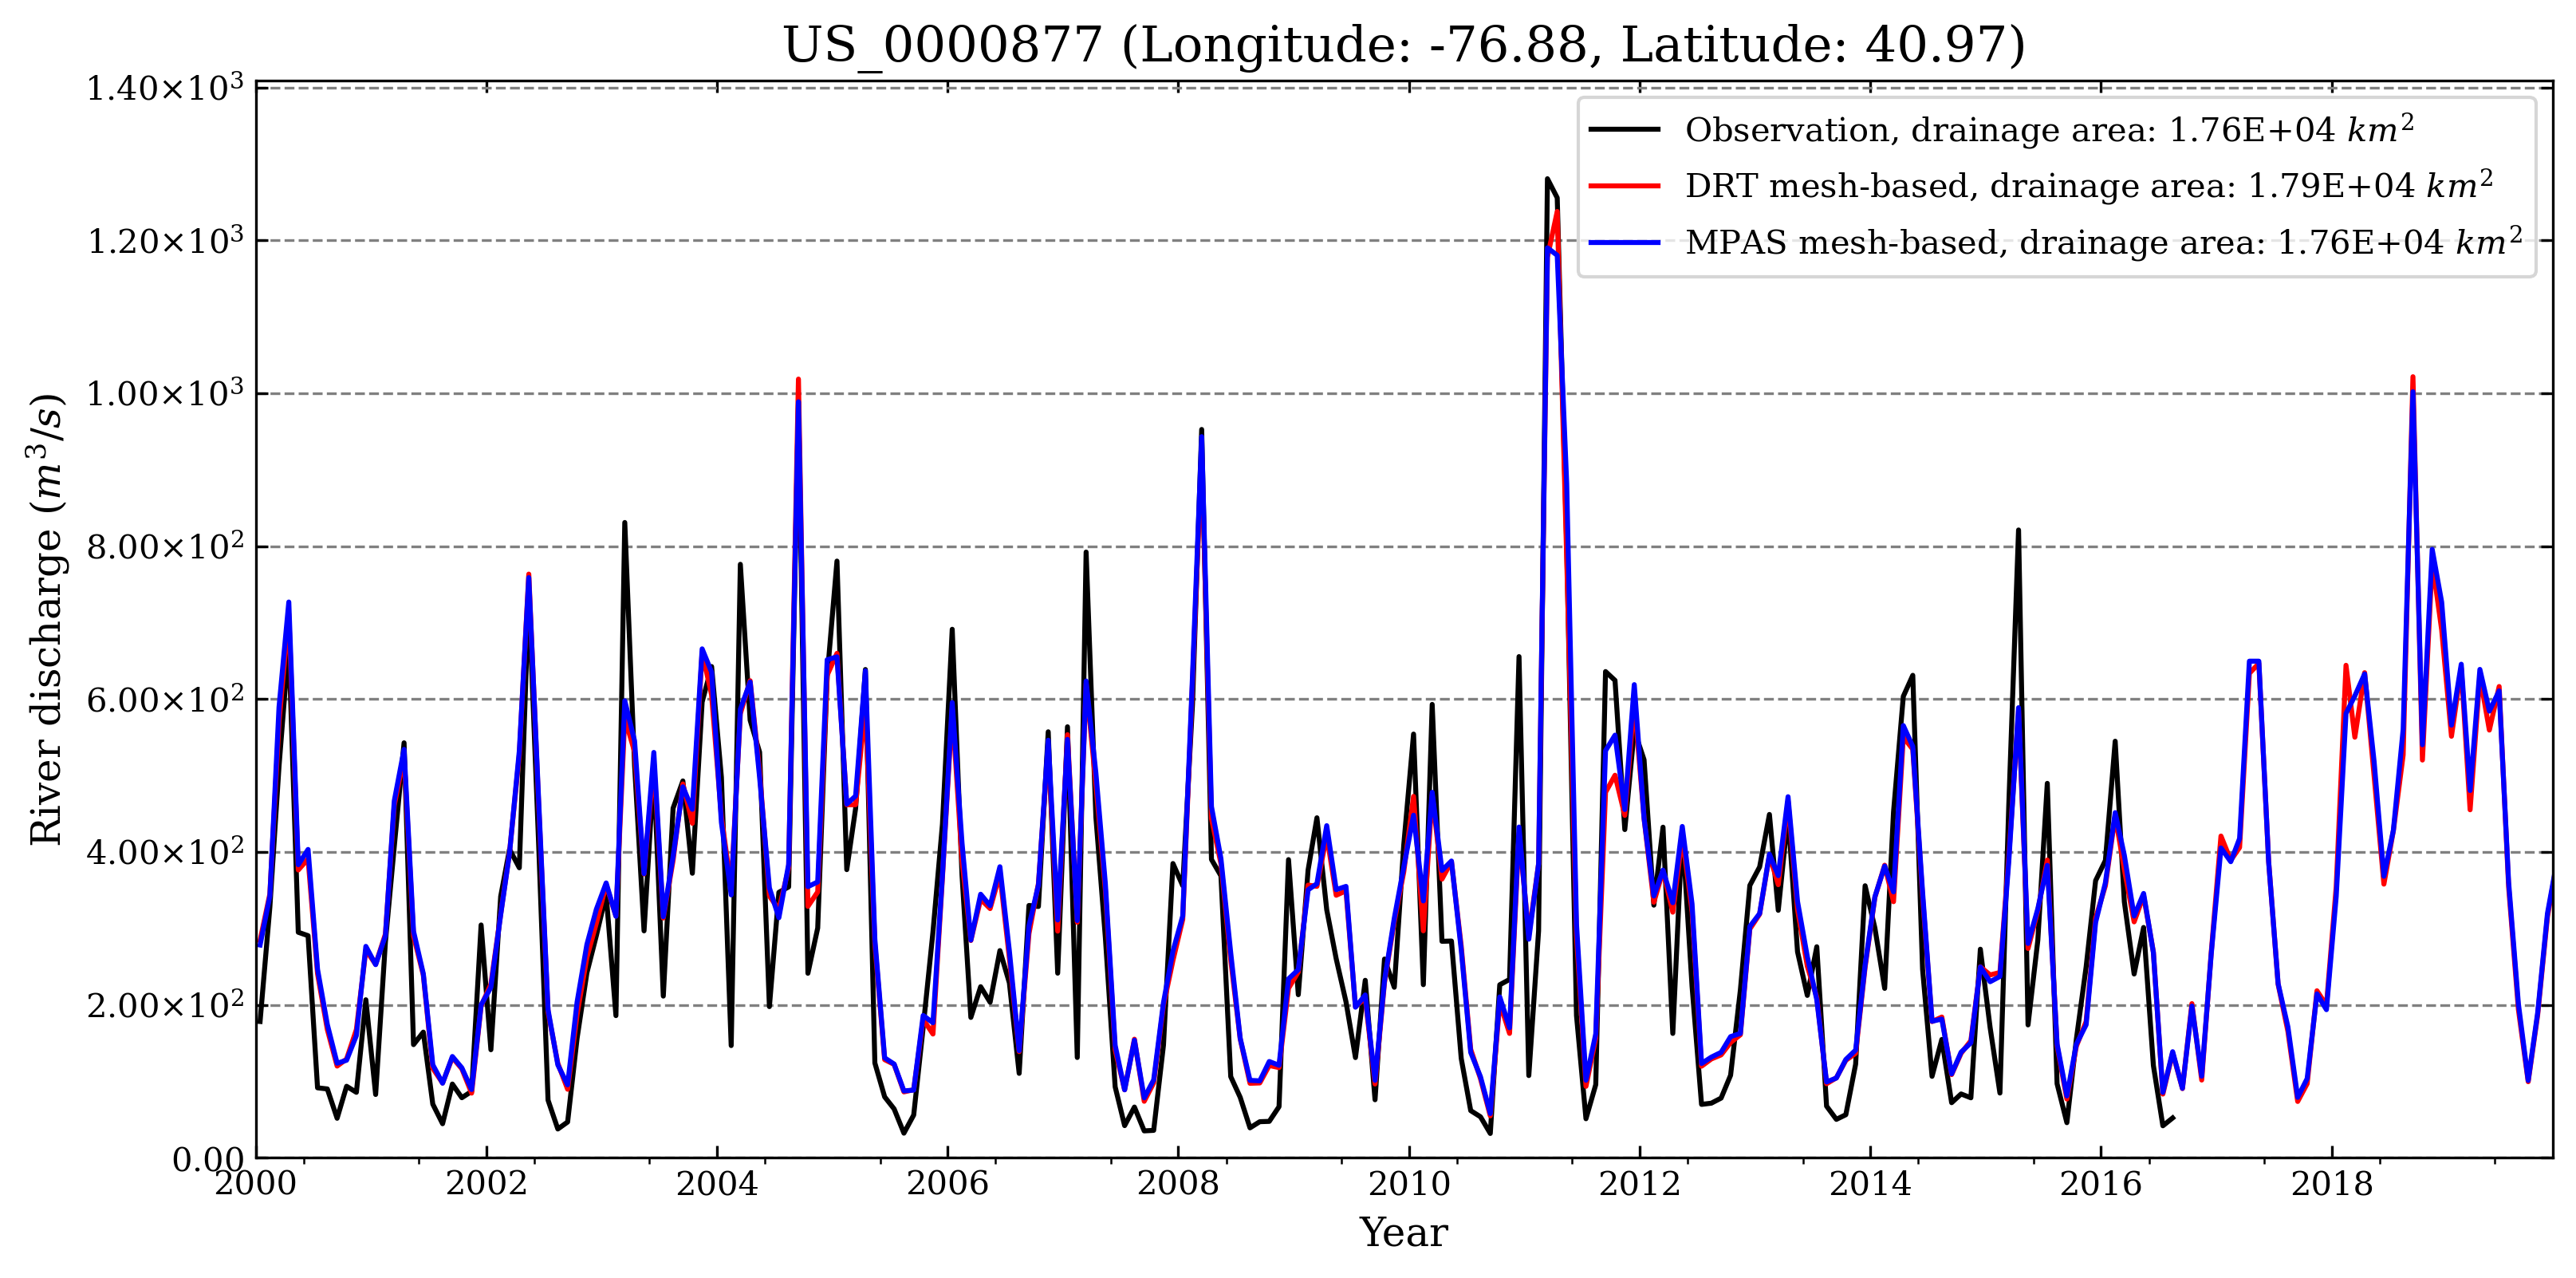 US_0000877 (Longitude: -76.88, Latitude: 40.97)
1.40×10³
1.20×10³
1.00×10³
8.00×10²
6.00×10²
4.00×10²
2.00×10²
0.00
River discharge (m³/s)
Observation, drainage area: 1.76E+04 km²
DRT mesh-based, drainage area: 1.79E+04 km²
MPAS mesh-based, drainage area: 1.76E+04 km²
2000 2002 2004 2006 2008 2010 2012 2014 2016 2018
Year